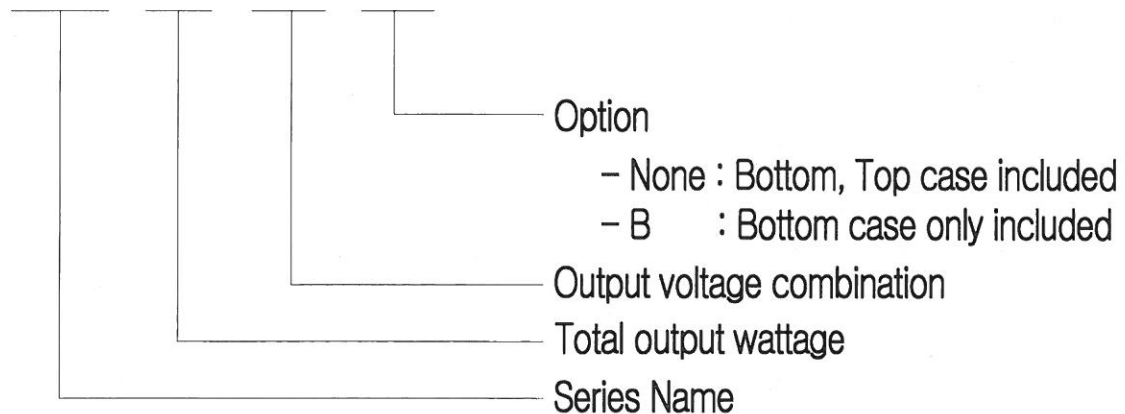 Option
– None : Bottom, Top case included
– B : Bottom case only included
Output voltage combination
Total output wattage
Series Name